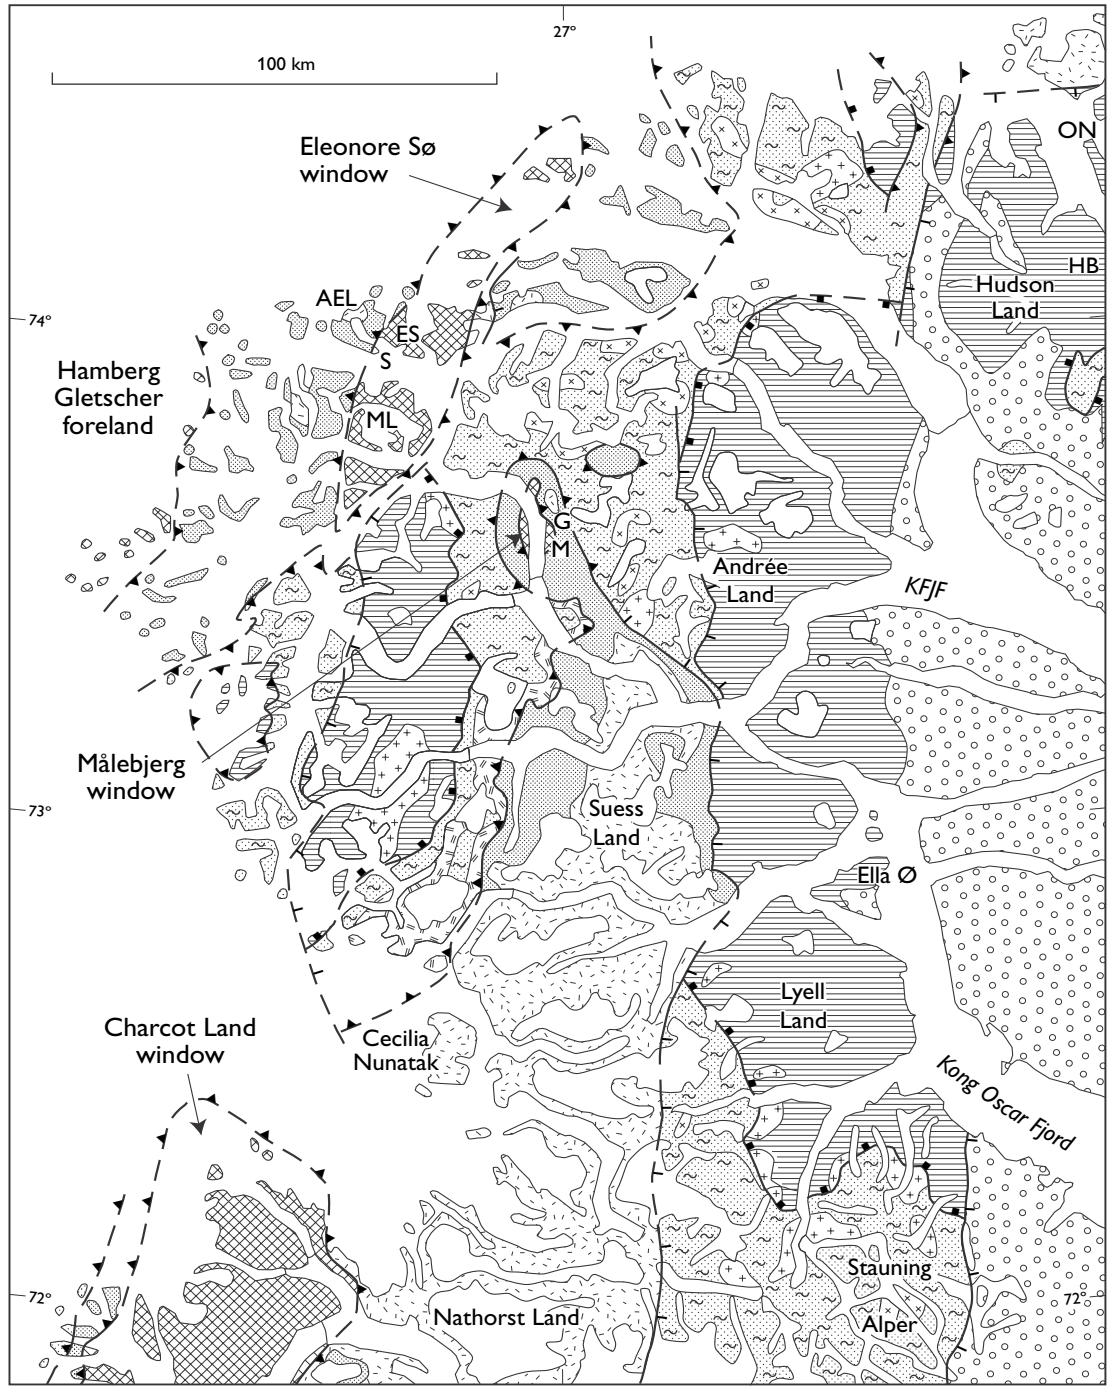 27°
100 km
ON
Eleonore Sø
window
HB
Hudson
Land
AEL
74°
ES
S
Hamberg
Gletscher
foreland
ML
G
M
Andrée
Land
KFJF
Målebjerg
window
73°
Suess
Land
Ella Ø
Lyell
Land
Charcot Land
window
Cecilia
Nunatak
Kong Oscar Fjord
Stauning
Alper
72°
72°
Nathorst Land